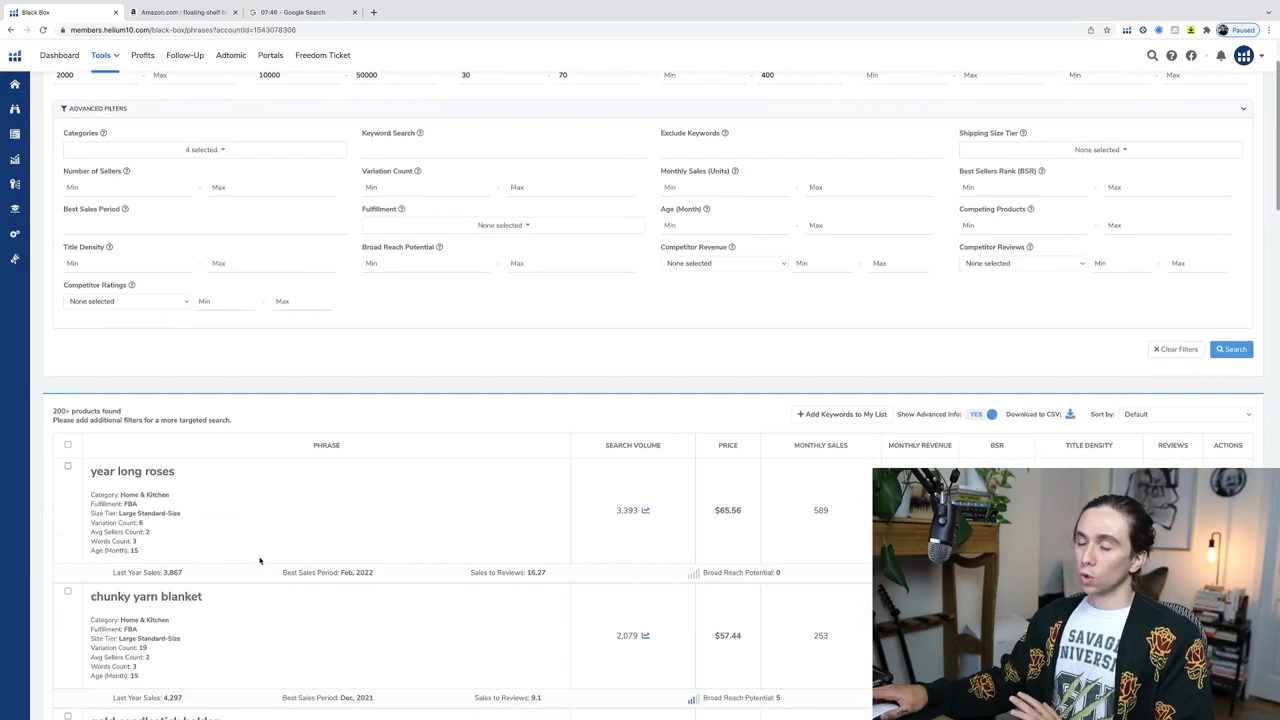 Black Box
Amazon.com : floating shelf b
07:46 - Google Search
members.helium10.com/black-box/phrases?accountId=1543078306
Paused
Dashboard
Tools
Profits
Follow-Up
Adtomic
Portals
Freedom Ticket
2000 - Max
10000 - 50000
30 - 70
Min - 400
Min - Max
Min - Max
ADVANCED FILTERS
Categories
Keyword Search
Exclude Keywords
Shipping Size Tier
4 selected
None selected
Number of Sellers
Variation Count
Monthly Sales (Units)
Best Sellers Rank (BSR)
Min - Max
Min - Max
Min - Max
Min - Max
Best Sales Period
Fulfillment
Age (Month)
Competing Products
None selected
Min - Max
Min - Max
Title Density
Broad Reach Potential
Competitor Revenue
Competitor Reviews
Min - Max
Min - Max
None selected
Min - Max
None selected
Min - Max
Competitor Ratings
None selected
Min - Max
Clear Filters
Search
200+ products found
Please add additional filters for a more targeted search.
+ Add Keywords to My List
Show Advanced Info:
YES
Download to CSV:
Sort by:
Default
PHRASE
SEARCH VOLUME
PRICE
MONTHLY SALES
MONTHLY REVENUE
BSR
TITLE DENSITY
REVIEWS
ACTIONS
year long roses
Category: Home & Kitchen
Fulfillment: FBA
Size Tier: Large Standard-Size
Variation Count: 6
Avg Sellers Count: 2
Words Count: 3
Age (Month): 15
3,393
$65.56
589
Last Year Sales: 3,867
Best Sales Period: Feb, 2022
Sales to Reviews: 16.27
Broad Reach Potential: 0
chunky yarn blanket
Category: Home & Kitchen
Fulfillment: FBA
Size Tier: Large Standard-Size
Variation Count: 19
Avg Sellers Count: 2
Words Count: 3
Age (Month): 15
2,079
$57.44
253
Last Year Sales: 4,297
Best Sales Period: Dec, 2021
Sales to Reviews: 9.1
Broad Reach Potential: 5
SAVAGE